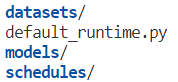 datasets/
default_runtime.py
models/
schedules/